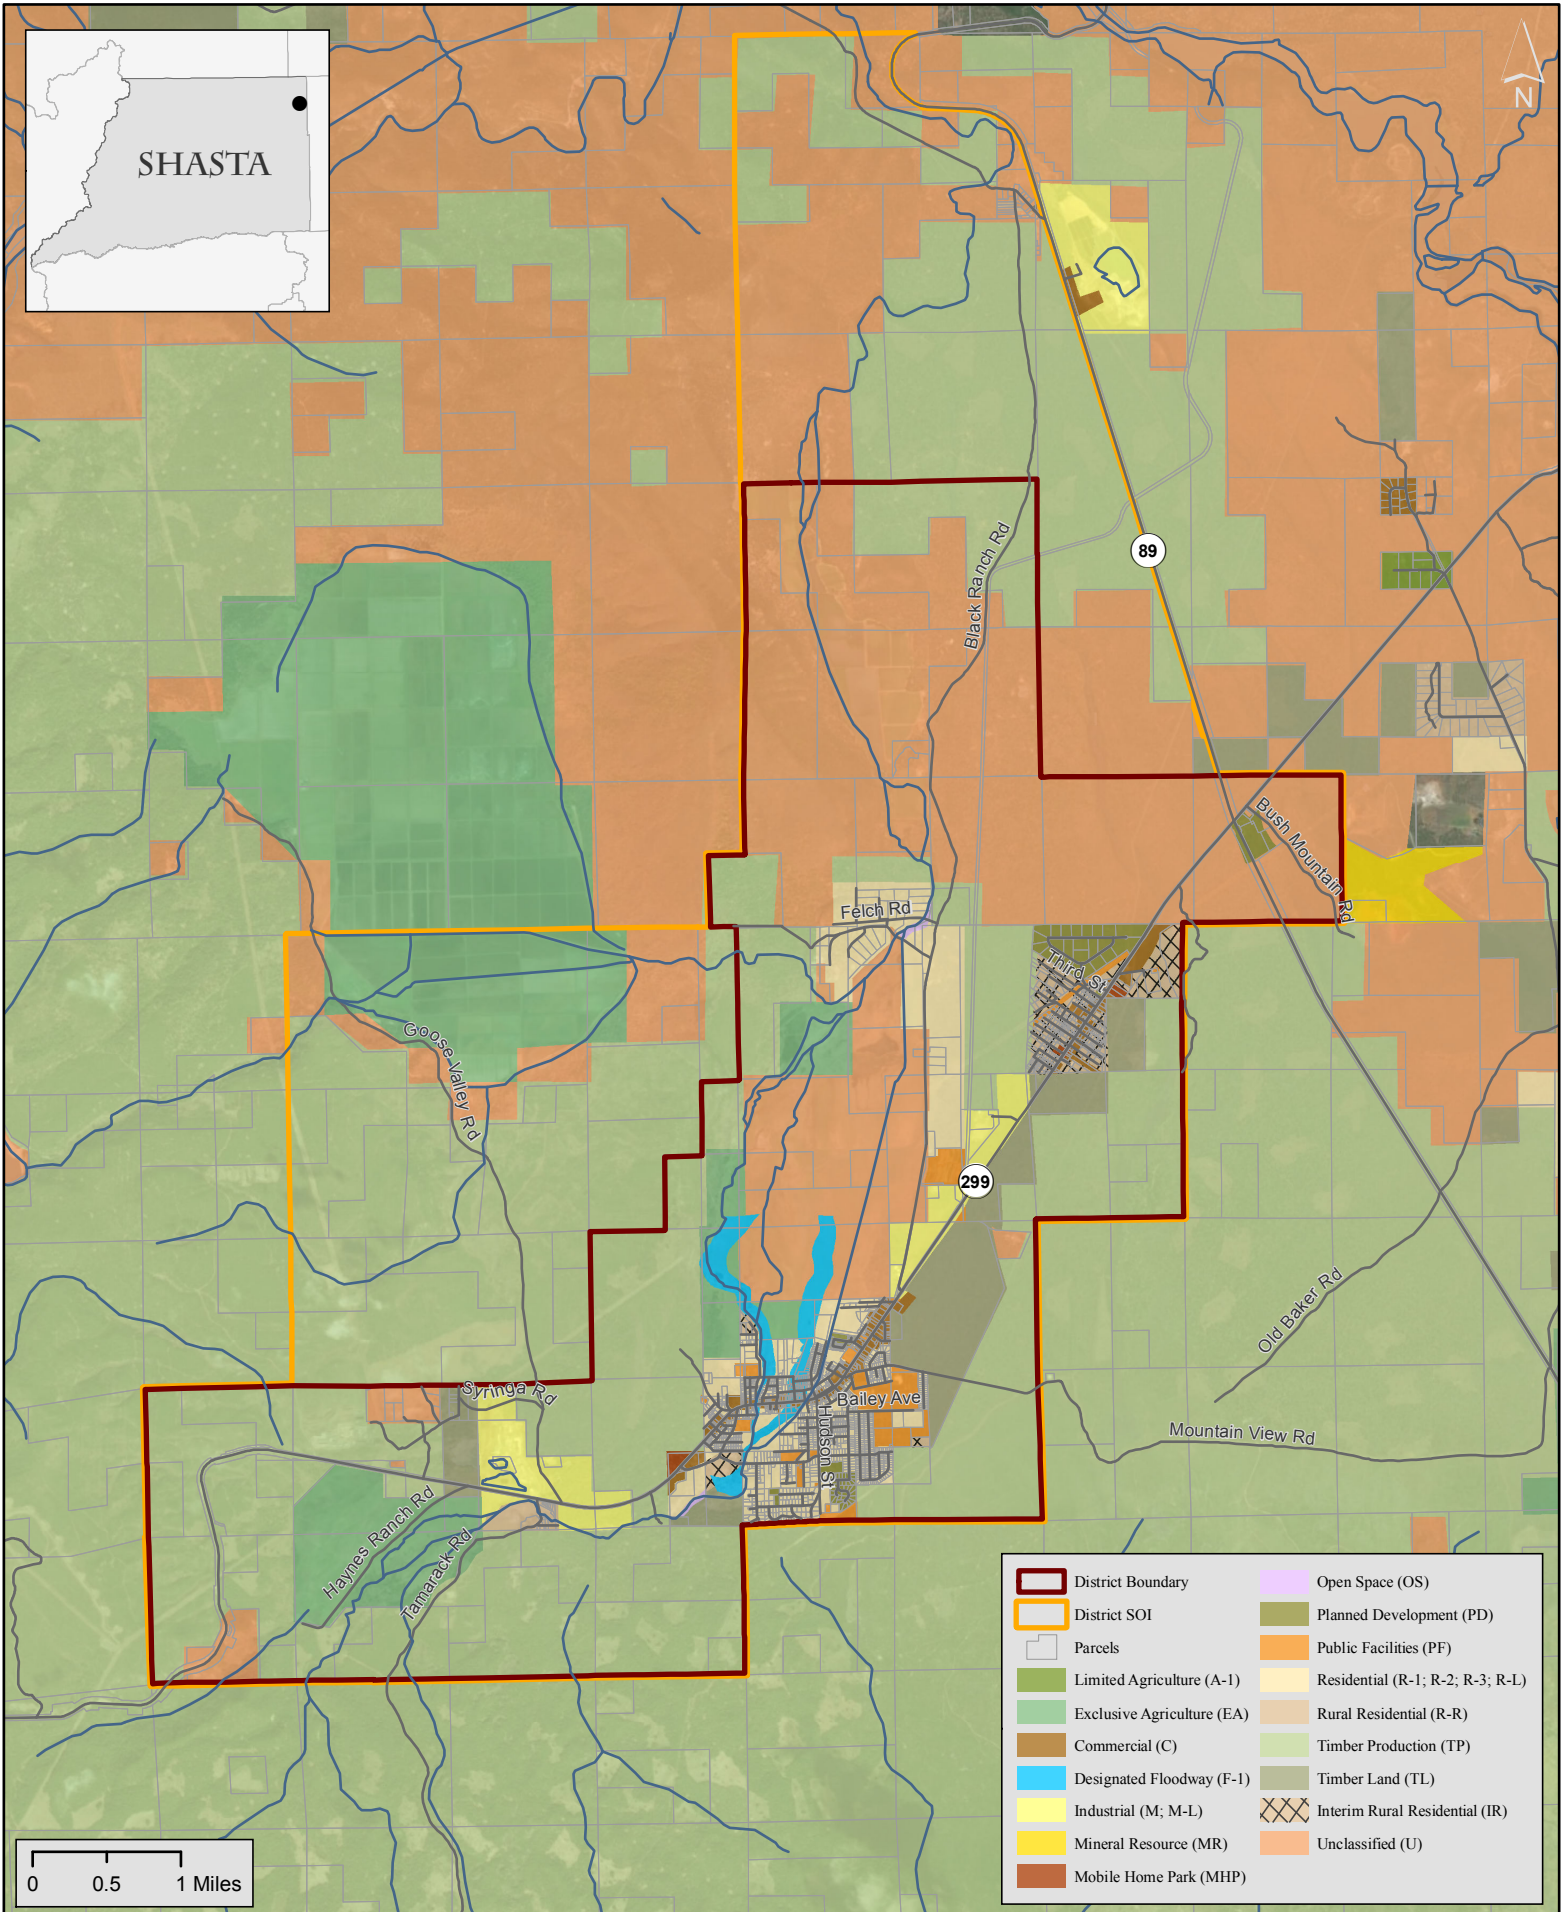 N
SHASTA
89
Black Ranch Rd
Bush Mountain Rd
Felch Rd
Third St
Goose Valley Rd
299
Old Baker Rd
Syringa Rd
Bailey Ave
Hudson St
Mountain View Rd
Haynes Ranch Rd
Tamarack Rd
District Boundary
District SOI
Parcels
Limited Agriculture (A-1)
Exclusive Agriculture (EA)
Commercial (C)
Designated Floodway (F-1)
Industrial (M; M-L)
Mineral Resource (MR)
Mobile Home Park (MHP)
Open Space (OS)
Planned Development (PD)
Public Facilities (PF)
Residential (R-1; R-2; R-3; R-L)
Rural Residential (R-R)
Timber Production (TP)
Timber Land (TL)
Interim Rural Residential (IR)
Unclassified (U)
0 0.5 1 Miles